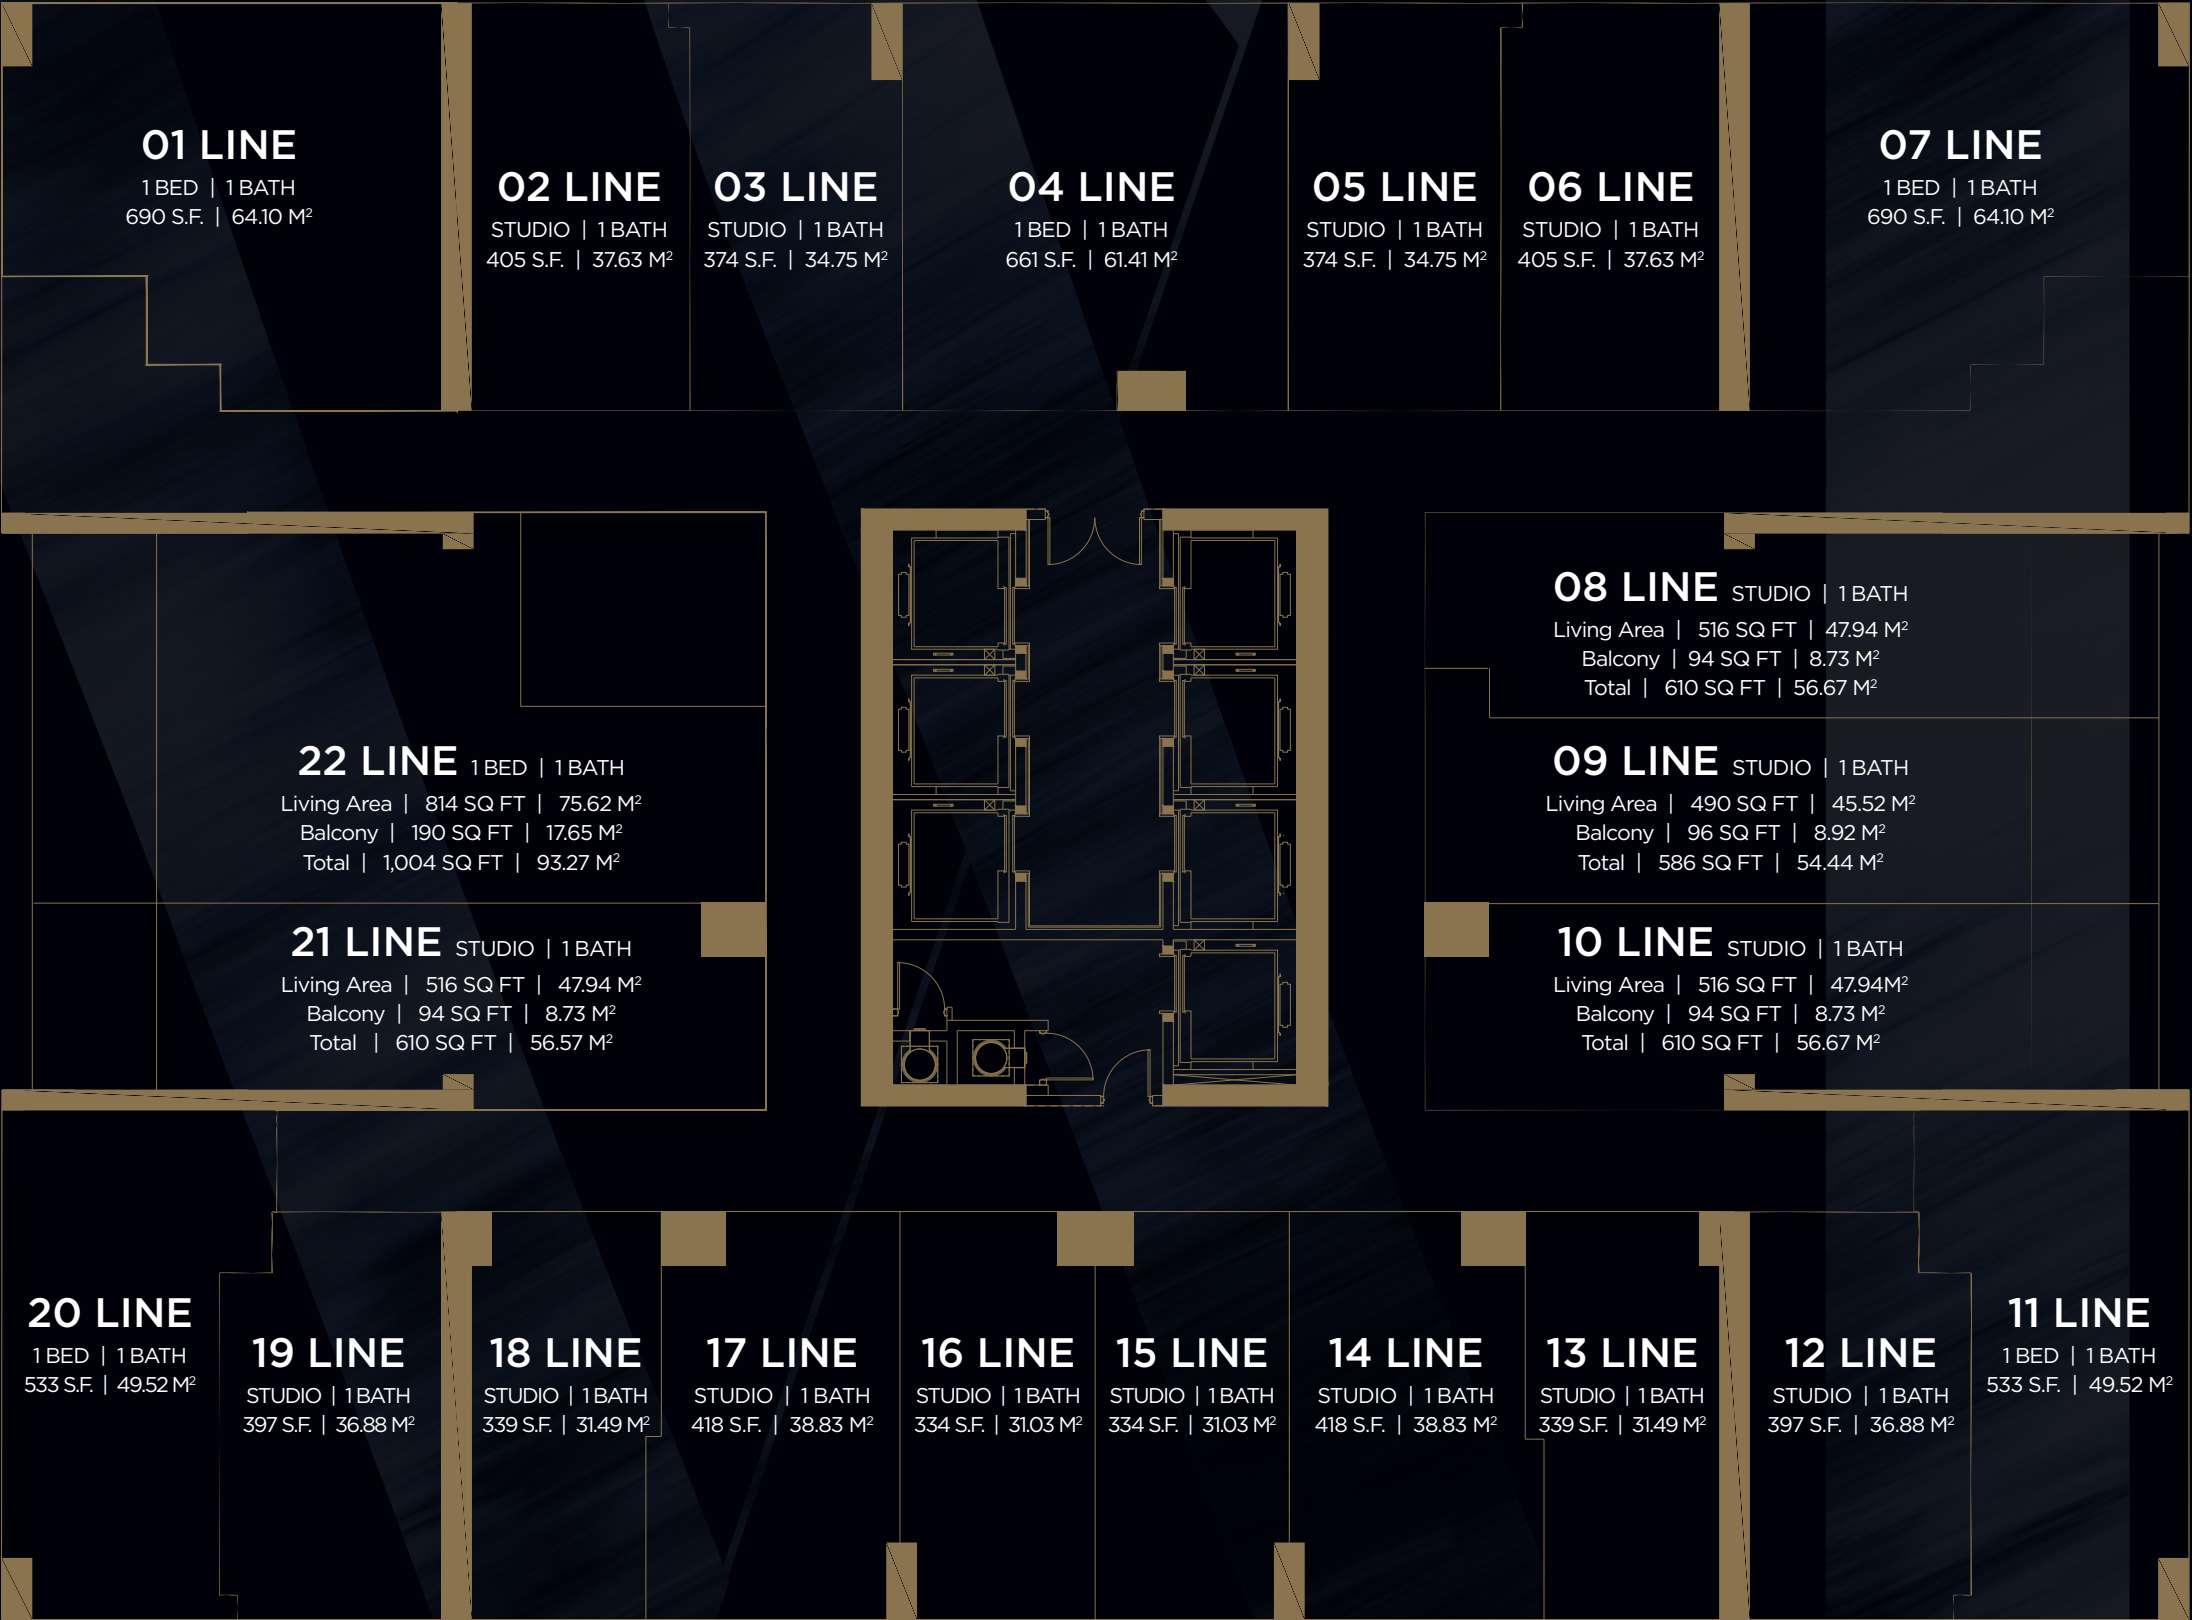 01 LINE
1 BED | 1 BATH
690 S.F. | 64.10 M²
02 LINE
STUDIO | 1 BATH
405 S.F. | 37.63 M²
03 LINE
STUDIO | 1 BATH
374 S.F. | 34.75 M²
04 LINE
1 BED | 1 BATH
661 S.F. | 61.41 M²
05 LINE
STUDIO | 1 BATH
374 S.F. | 34.75 M²
06 LINE
STUDIO | 1 BATH
405 S.F. | 37.63 M²
07 LINE
1 BED | 1 BATH
690 S.F. | 64.10 M²
08 LINE STUDIO | 1 BATH
Living Area | 516 SQ FT | 47.94 M²
Balcony | 94 SQ FT | 8.73 M²
Total | 610 SQ FT | 56.67 M²
22 LINE 1 BED | 1 BATH
Living Area | 814 SQ FT | 75.62 M²
Balcony | 190 SQ FT | 17.65 M²
Total | 1,004 SQ FT | 93.27 M²
09 LINE STUDIO | 1 BATH
Living Area | 490 SQ FT | 45.52 M²
Balcony | 96 SQ FT | 8.92 M²
Total | 586 SQ FT | 54.44 M²
21 LINE STUDIO | 1 BATH
Living Area | 516 SQ FT | 47.94 M²
Balcony | 94 SQ FT | 8.73 M²
Total | 610 SQ FT | 56.57 M²
10 LINE STUDIO | 1 BATH
Living Area | 516 SQ FT | 47.94M²
Balcony | 94 SQ FT | 8.73 M²
Total | 610 SQ FT | 56.67 M²
20 LINE
1 BED | 1 BATH
533 S.F. | 49.52 M²
19 LINE
STUDIO | 1 BATH
397 S.F. | 36.88 M²
18 LINE
STUDIO | 1 BATH
339 S.F. | 31.49 M²
17 LINE
STUDIO | 1 BATH
418 S.F. | 38.83 M²
16 LINE
STUDIO | 1 BATH
334 S.F. | 31.03 M²
15 LINE
STUDIO | 1 BATH
334 S.F. | 31.03 M²
14 LINE
STUDIO | 1 BATH
418 S.F. | 38.83 M²
13 LINE
STUDIO | 1 BATH
339 S.F. | 31.49 M²
12 LINE
STUDIO | 1 BATH
397 S.F. | 36.88 M²
11 LINE
1 BED | 1 BATH
533 S.F. | 49.52 M²